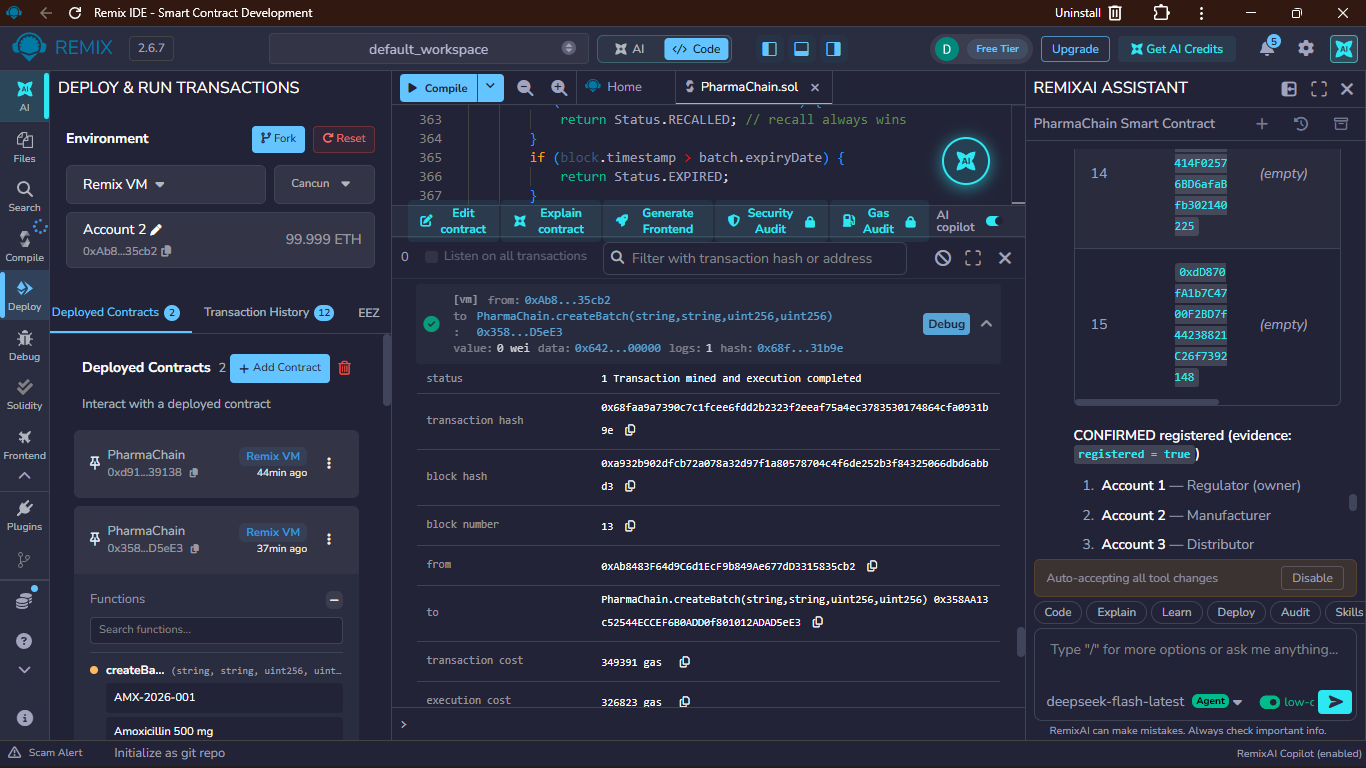 Remix IDE - Smart Contract Development
Uninstall
REMIX
2.6.7
default_workspace
AI
Code
D
Free Tier
Upgrade
Get AI Credits
5
AI
Files
Search
Compile
Deploy
Debug
Solidity
Frontend
Plugins
DEPLOY & RUN TRANSACTIONS
Environment
Fork
Reset
Remix VM
Cancun
Account 2
0xAb8...35cb2
99.999 ETH
Deployed Contracts 2
Transaction History 12
EEZ
Deployed Contracts 2
+ Add Contract
Interact with a deployed contract
PharmaChain
0xd91...39138
Remix VM
44min ago
PharmaChain
0x358...D5eE3
Remix VM
37min ago
Functions
Search functions...
createBa... (string, string, uint256, uint…
AMX-2026-001
Amoxicillin 500 mg
Compile
Home
PharmaChain.sol
363 return Status.RECALLED; // recall always wins
364 }
365 if (block.timestamp > batch.expiryDate) {
366 return Status.EXPIRED;
367 }
AI
Edit contract
Explain contract
Generate Frontend
Security Audit
Gas Audit
AI copilot
0
Listen on all transactions
Filter with transaction hash or address
[vm] from: 0xAb8...35cb2
to PharmaChain.createBatch(string,string,uint256,uint256)
: 0x358...D5eE3
value: 0 wei data: 0x642...00000 logs: 1 hash: 0x68f...31b9e
Debug
status 1 Transaction mined and execution completed
transaction hash 0x68faa9a7390c7c1fcee6fdd2b2323f2eeaf75a4ec3783530174864cfa0931b
9e
block hash 0xa932b902dfcb72a078a32d97f1a80578704c4f6de252b3f84325066dbd6abb
d3
block number 13
from 0xAb8483F64d9C6d1EcF9b849Ae677dD3315835cb2
to PharmaChain.createBatch(string,string,uint256,uint256) 0x358AA13
c52544ECCEF6B0ADD0f801012ADAD5eE3
transaction cost 349391 gas
execution cost 326823 gas
>
REMIXAI ASSISTANT
PharmaChain Smart Contract
14
414F0257
6BD6afaB
fb302140
225
(empty)
15
0xdD870
fA1b7C47
00F2BD7f
44238821
C26f7392
148
(empty)
CONFIRMED registered (evidence:
registered = true)
1. Account 1 — Regulator (owner)
2. Account 2 — Manufacturer
3. Account 3 — Distributor
Auto-accepting all tool changes
Disable
Code
Explain
Learn
Deploy
Audit
Skills
Type "/" for more options or ask me anything...
deepseek-flash-latest
Agent
low-c
RemixAI can make mistakes. Always check important info.
Scam Alert
Initialize as git repo
RemixAI Copilot (enabled)